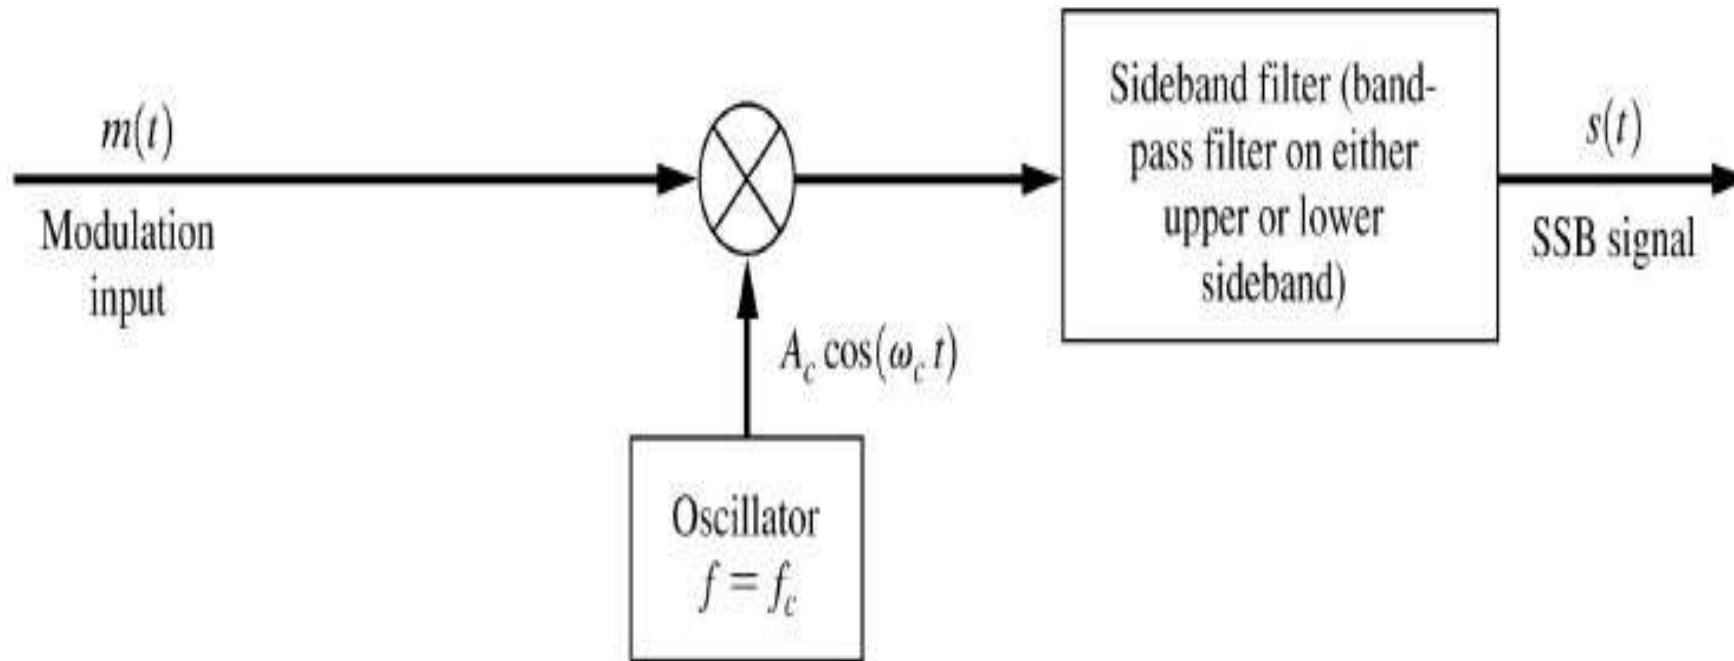 m(t)
Modulation
input
A_c cos(ω_c t)
Oscillator
f = f_c
Sideband filter (band-
pass filter on either
upper or lower
sideband)
s(t)
SSB signal